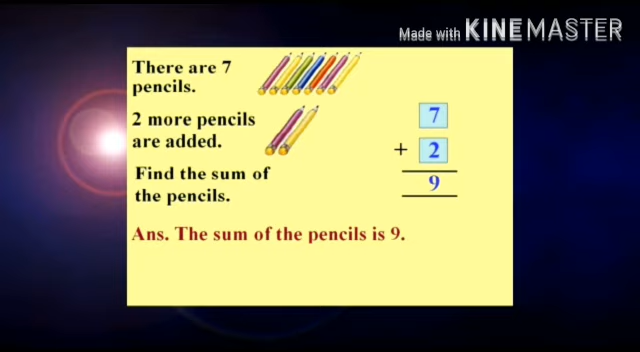 Made with KINEMASTER
There are 7
pencils.
2 more pencils
are added.
Find the sum of
the pencils.
7
+ 2
9
Ans. The sum of the pencils is 9.